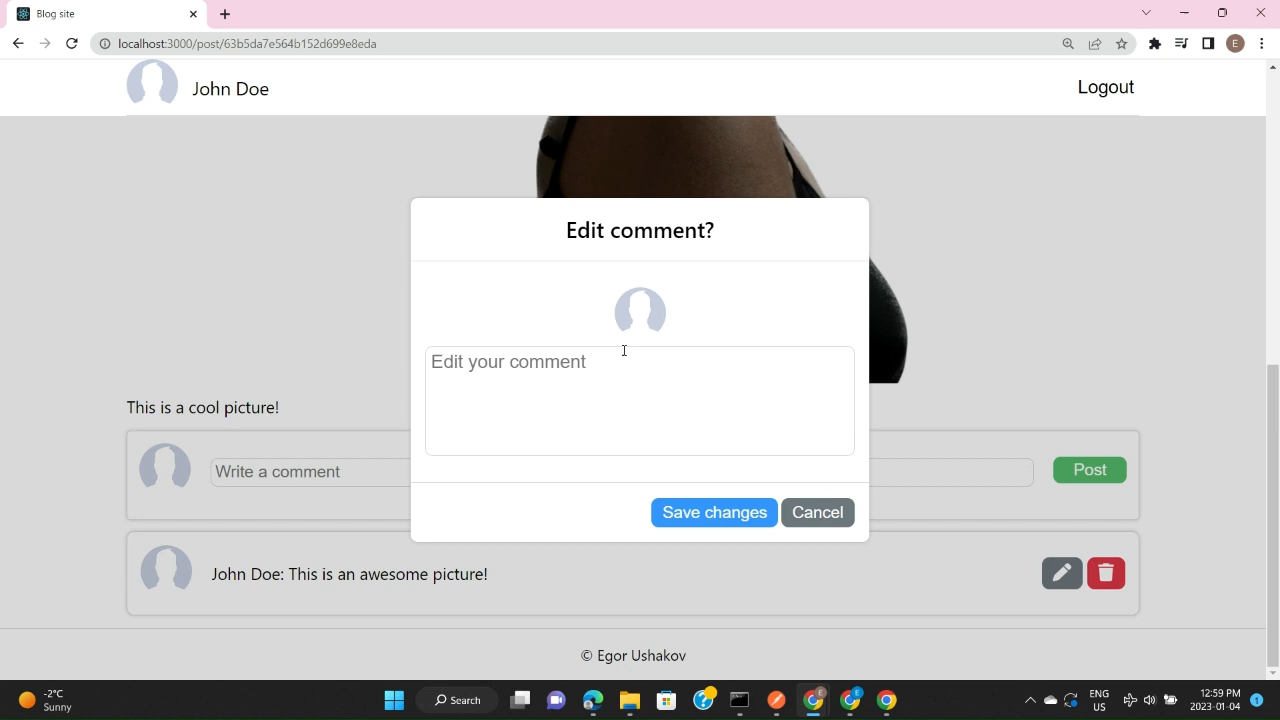 Blog site
localhost:3000/post/63b5da7e564b152d699e8eda
E
John Doe
Logout
Edit comment?
Edit your comment
Save changes
Cancel
This is a cool picture!
Write a comment
Post
John Doe: This is an awesome picture!
© Egor Ushakov
-2°C
Sunny
Search
ENG
US
12:59 PM
2023-01-04
1